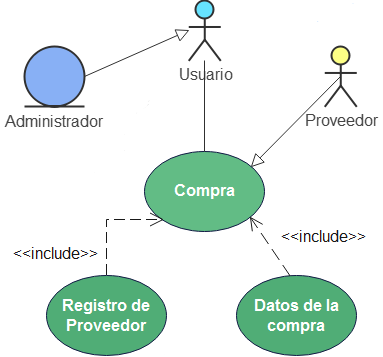 Usuario
Administrador
Proveedor
Compra
<<include>>
<<include>>
Registro de
Proveedor
Datos de la
compra